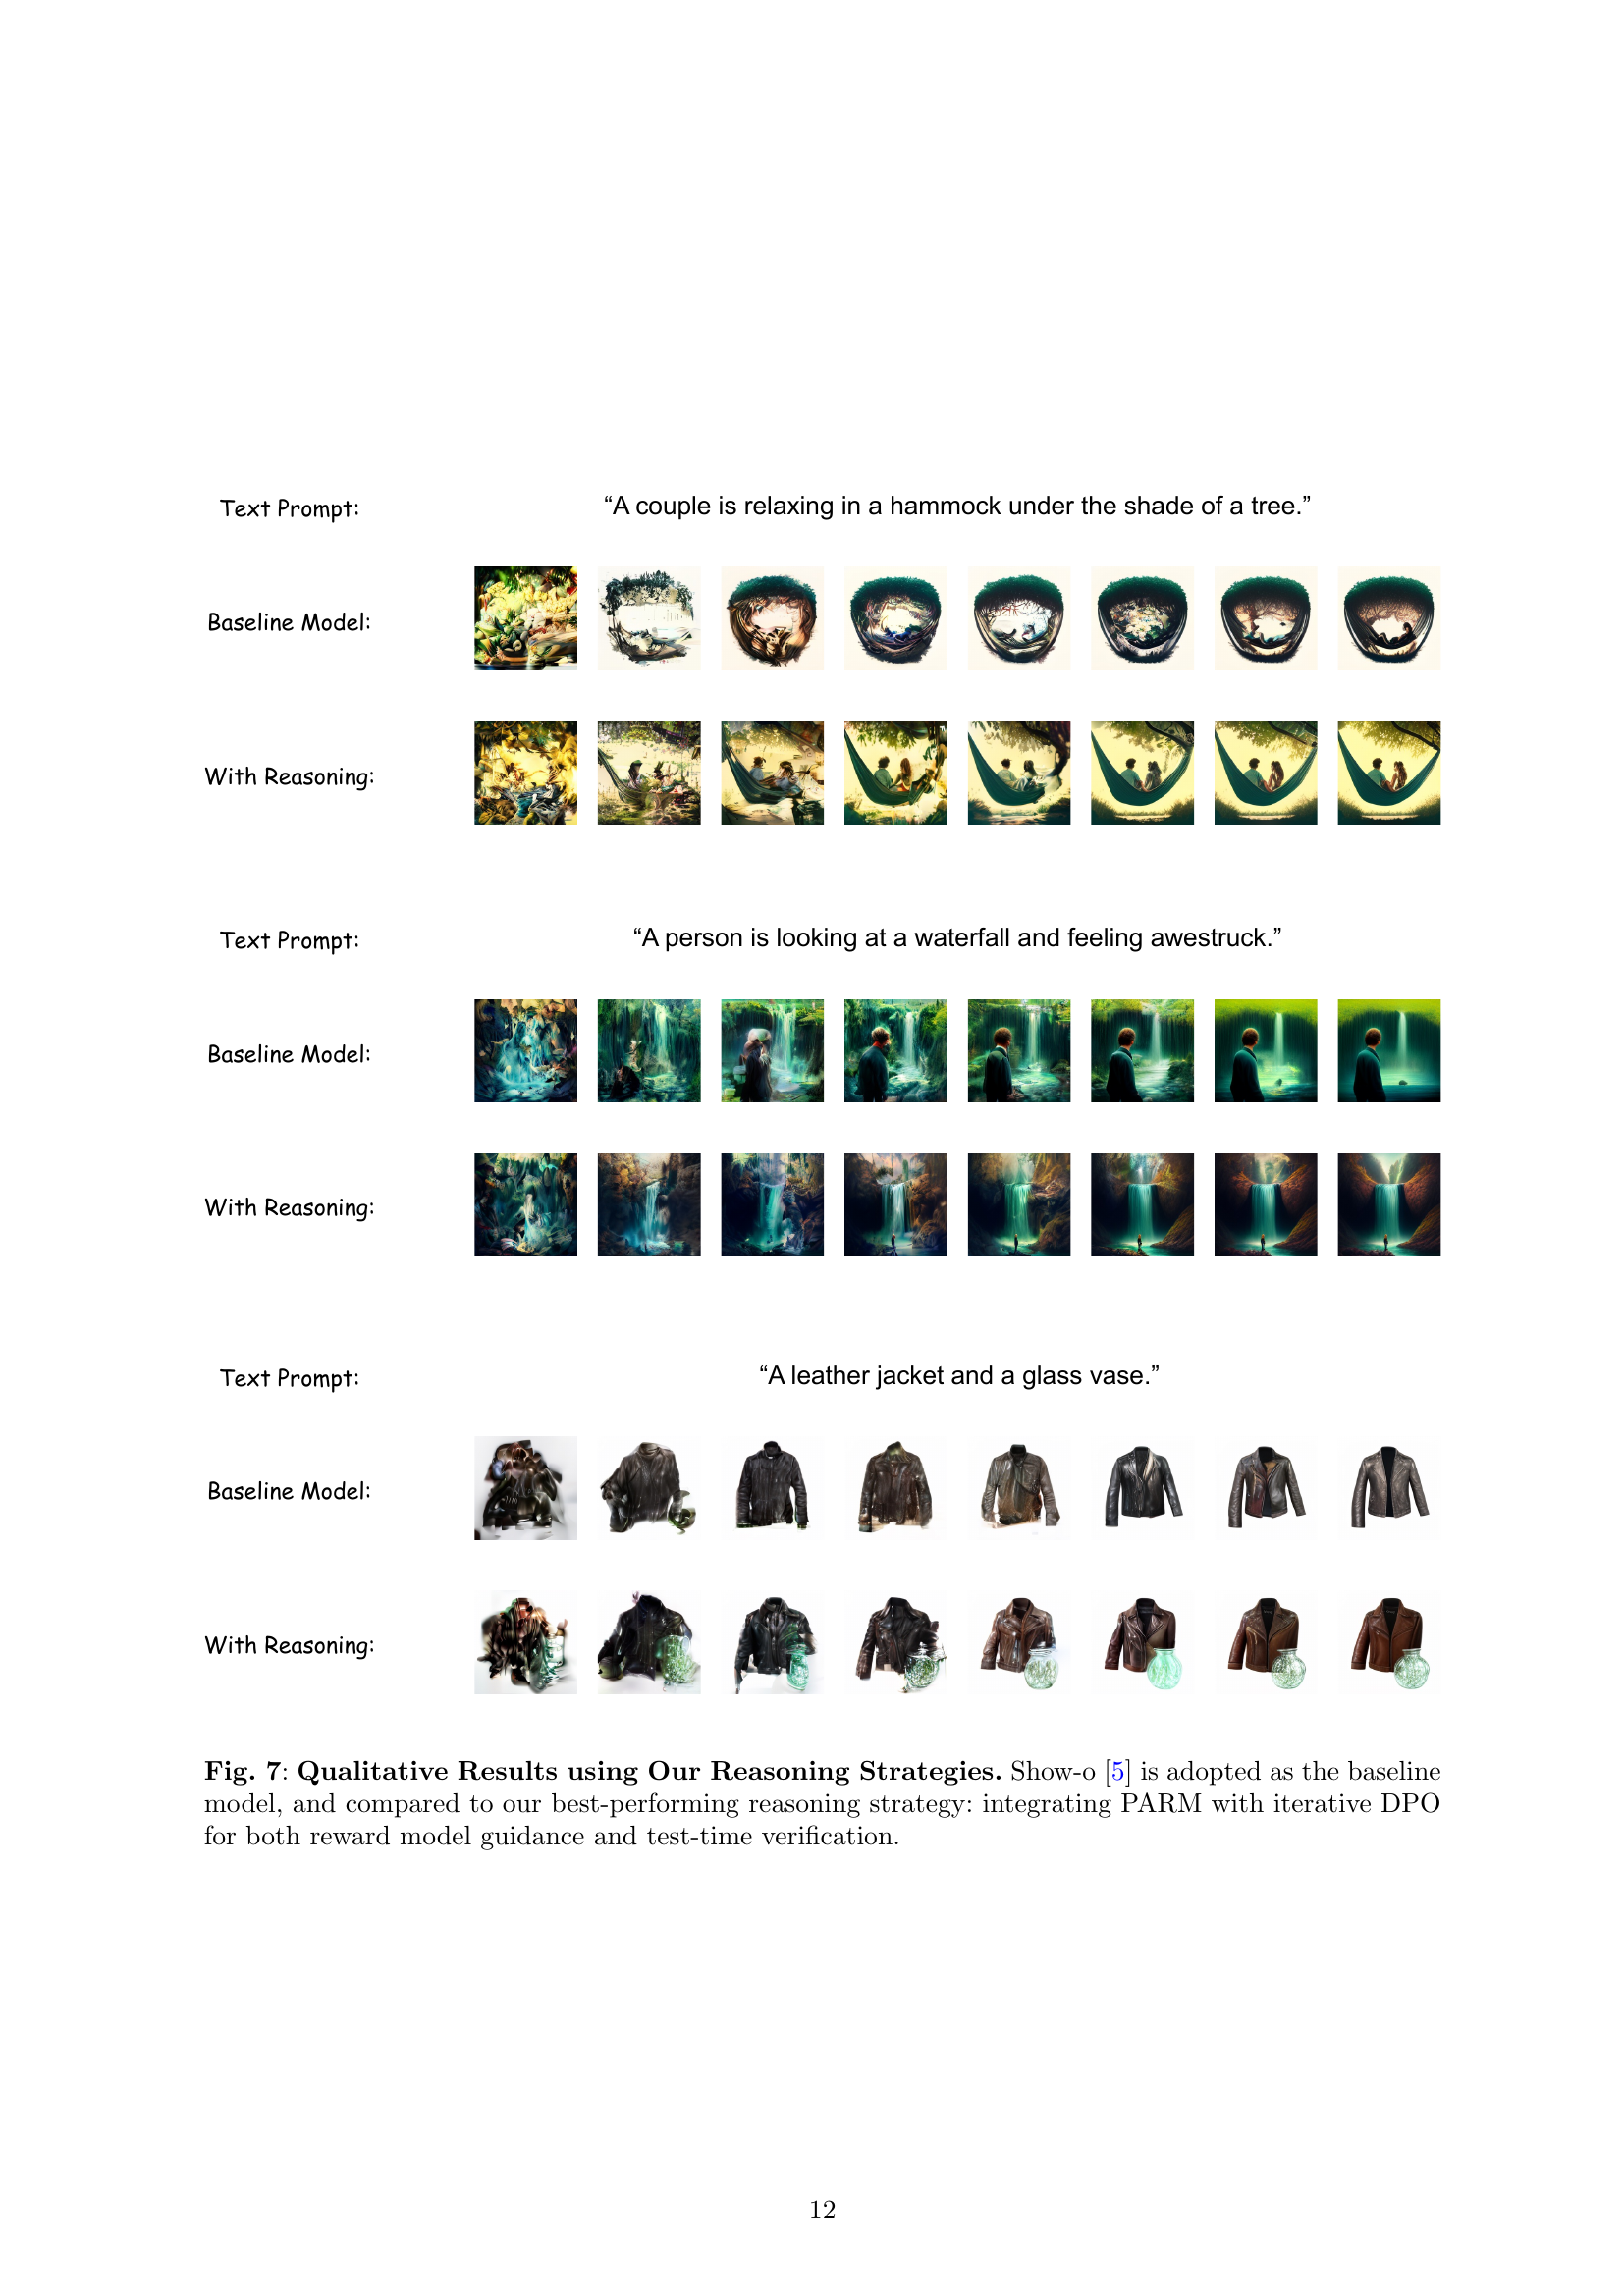 Text Prompt:
“A couple is relaxing in a hammock under the shade of a tree.”
Baseline Model:
With Reasoning:
Text Prompt:
“A person is looking at a waterfall and feeling awestruck.”
Baseline Model:
With Reasoning:
Text Prompt:
“A leather jacket and a glass vase.”
Baseline Model:
With Reasoning:
Fig. 7: Qualitative Results using Our Reasoning Strategies. Show-o [5] is adopted as the baseline
model, and compared to our best-performing reasoning strategy: integrating PARM with iterative DPO
for both reward model guidance and test-time verification.
12